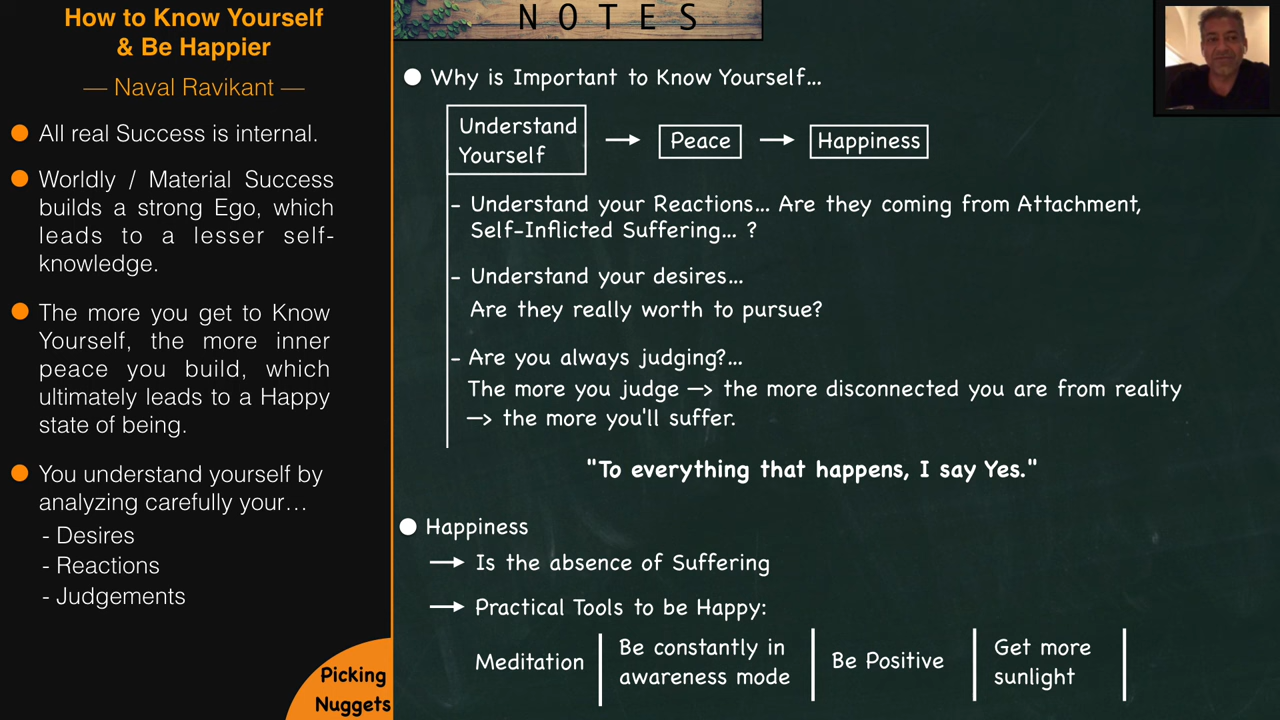 How to Know Yourself
& Be Happier
— Naval Ravikant —
All real Success is internal.
Worldly / Material Success
builds a strong Ego, which
leads to a lesser self-
knowledge.
The more you get to Know
Yourself, the more inner
peace you build, which
ultimately leads to a Happy
state of being.
You understand yourself by
analyzing carefully your...
- Desires
- Reactions
- Judgements
Picking
Nuggets
NOTES
Why is Important to Know Yourself...
Understand
Yourself
→ Peace → Happiness
- Understand your Reactions... Are they coming from Attachment,
Self-Inflicted Suffering... ?
- Understand your desires...
Are they really worth to pursue?
- Are you always judging?...
The more you judge —> the more disconnected you are from reality
—> the more you'll suffer.
"To everything that happens, I say Yes."
Happiness
→ Is the absence of Suffering
→ Practical Tools to be Happy:
Meditation
Be constantly in
awareness mode
Be Positive
Get more
sunlight